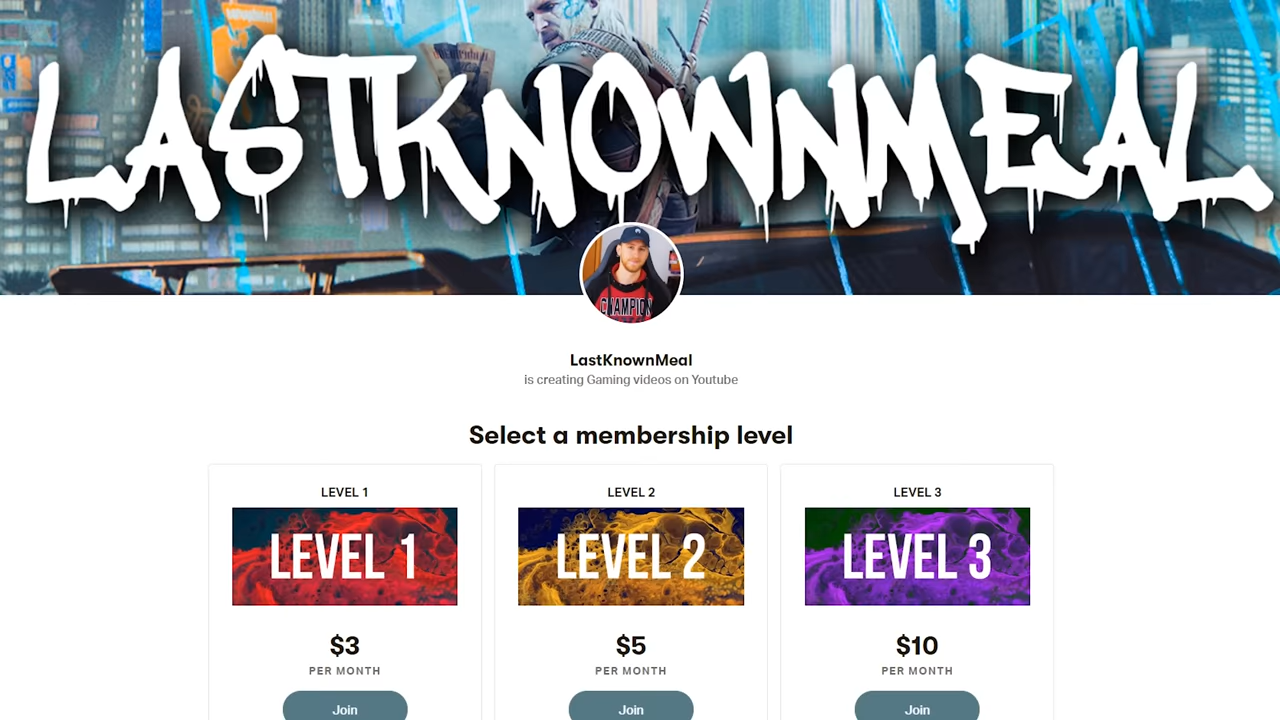 LASTKNOWNMEAL
CHAMPION
LastKnownMeal
is creating Gaming videos on Youtube
Select a membership level
LEVEL 1
LEVEL 2
LEVEL 3
LEVEL 1
LEVEL 2
LEVEL 3
$3
$5
$10
PER MONTH
PER MONTH
PER MONTH
Join
Join
Join